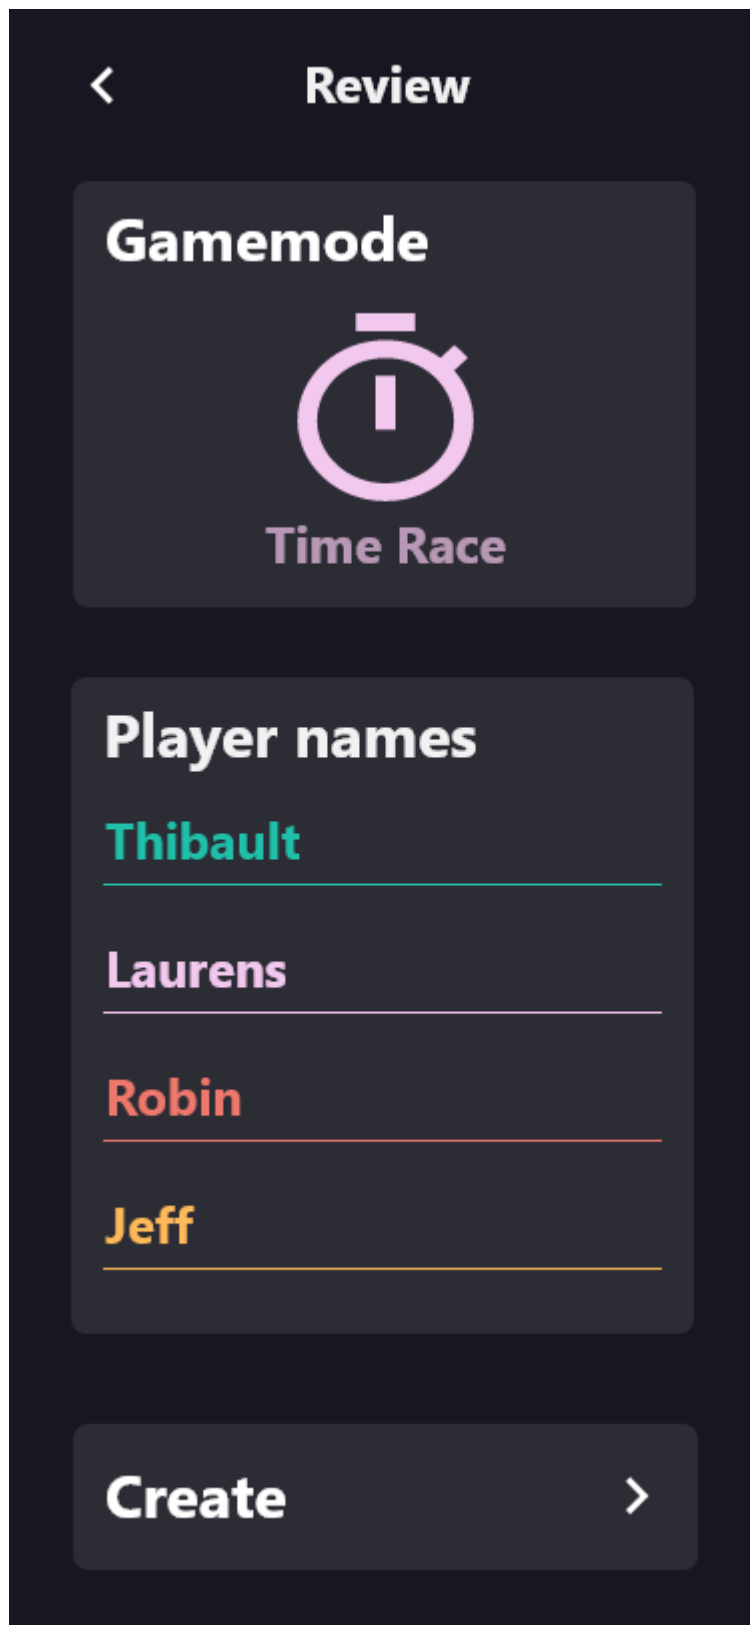 Review
Gamemode
Time Race
Player names
Thibault
Laurens
Robin
Jeff
Create